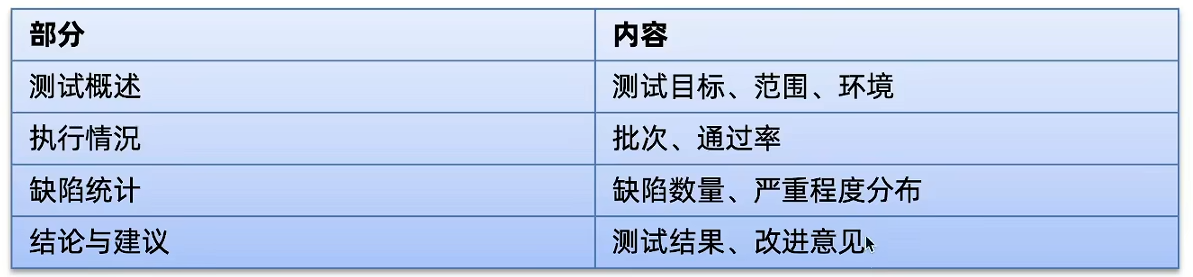 部分 内容
测试概述 测试目标、范围、环境
执行情况 批次、通过率
缺陷统计 缺陷数量、严重程度分布
结论与建议 测试结果、改进意见